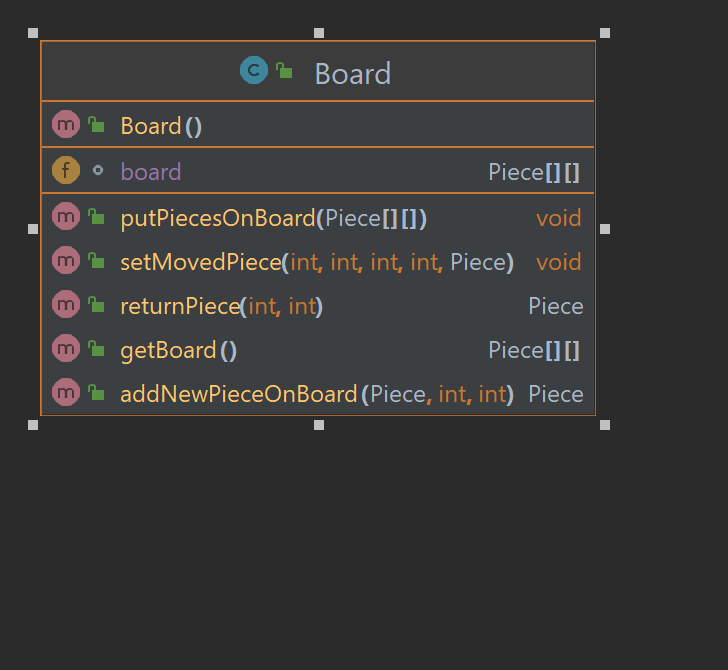 C Board
m Board()
f board Piece[][]
m putPiecesOnBoard(Piece[][]) void
m setMovedPiece(int, int, int, int, Piece) void
m returnPiece(int, int) Piece
m getBoard() Piece[][]
m addNewPieceOnBoard(Piece, int, int) Piece